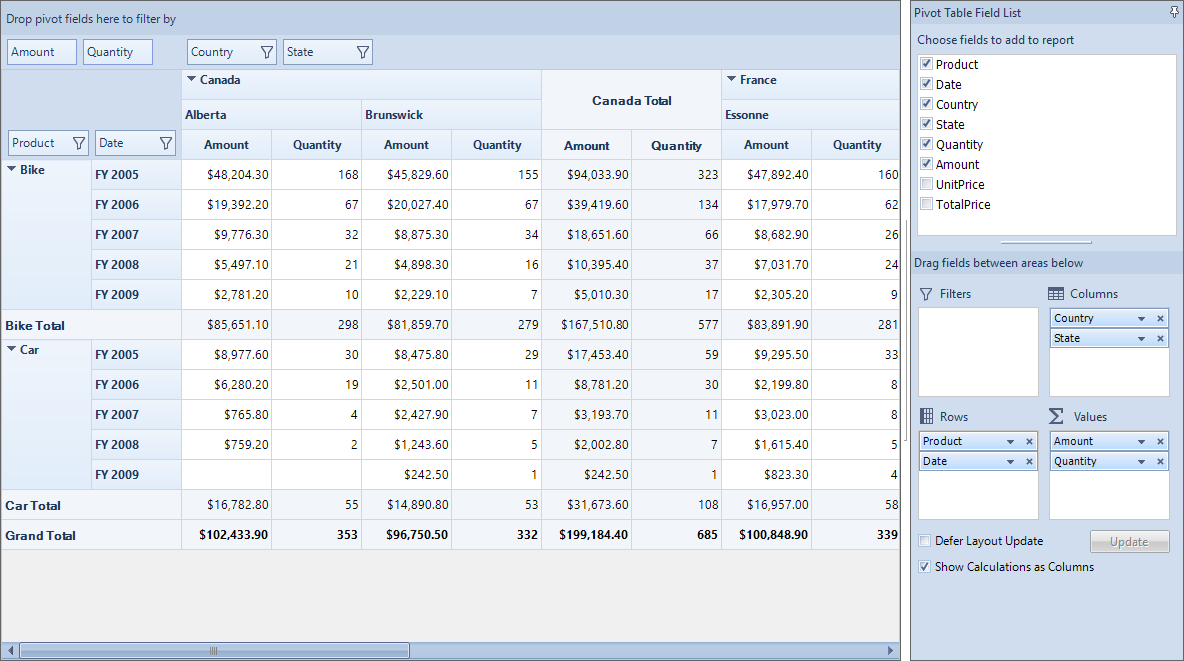 Drop pivot fields here to filter by
Amount Quantity Country State
Canada Canada Total France
Alberta Brunswick Essonne
Product Date Amount Quantity Amount Quantity Amount Quantity Amount Quantity
Bike FY 2005 $48,204.30 168 $45,829.60 155 $94,033.90 323 $47,892.40 160
FY 2006 $19,392.20 67 $20,027.40 67 $39,419.60 134 $17,979.70 62
FY 2007 $9,776.30 32 $8,875.30 34 $18,651.60 66 $8,682.90 26
FY 2008 $5,497.10 21 $4,898.30 16 $10,395.40 37 $7,031.70 24
FY 2009 $2,781.20 10 $2,229.10 7 $5,010.30 17 $2,305.20 9
Bike Total $85,651.10 298 $81,859.70 279 $167,510.80 577 $83,891.90 281
Car FY 2005 $8,977.60 30 $8,475.80 29 $17,453.40 59 $9,295.50 33
FY 2006 $6,280.20 19 $2,501.00 11 $8,781.20 30 $2,199.80 8
FY 2007 $765.80 4 $2,427.90 7 $3,193.70 11 $3,023.00 8
FY 2008 $759.20 2 $1,243.60 5 $2,002.80 7 $1,615.40 5
FY 2009 $242.50 1 $242.50 1 $823.30 4
Car Total $16,782.80 55 $14,890.80 53 $31,673.60 108 $16,957.00 58
Grand Total $102,433.90 353 $96,750.50 332 $199,184.40 685 $100,848.90 339
Pivot Table Field List
Choose fields to add to report
Product
Date
Country
State
Quantity
Amount
UnitPrice
TotalPrice
Drag fields between areas below
Filters Columns
Country
State
Rows Values
Product Amount
Date Quantity
Defer Layout Update Update
Show Calculations as Columns